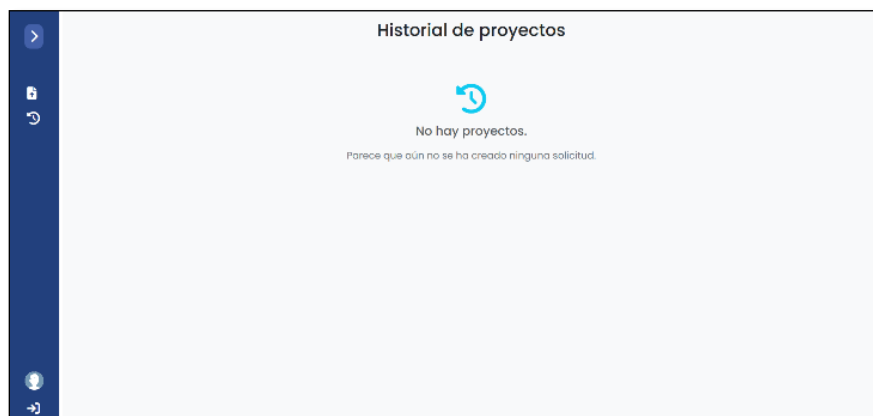 Historial de proyectos
No hay proyectos.
Parece que aún no se ha creado ninguna solicitud.